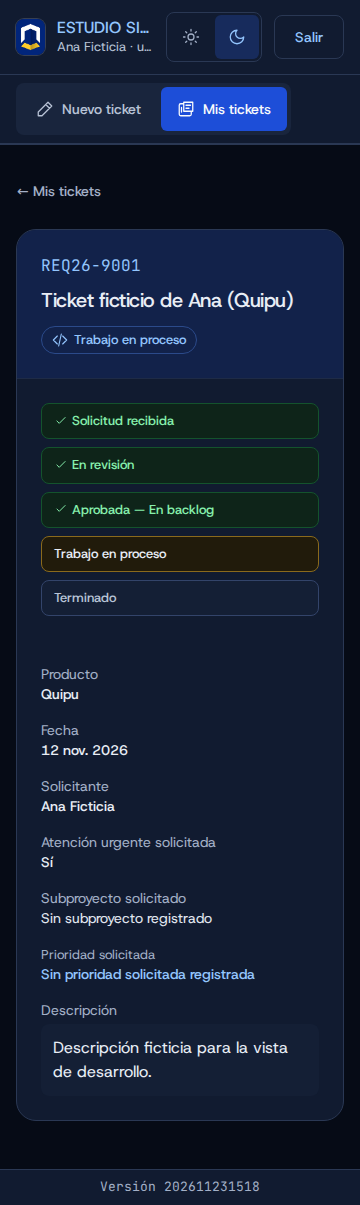 ESTUDIO SI...
Ana Ficticia · u...
Salir
Nuevo ticket
Mis tickets
← Mis tickets
REQ26-9001
Ticket ficticio de Ana (Quipu)
Trabajo en proceso
Solicitud recibida
En revisión
Aprobada — En backlog
Trabajo en proceso
Terminado
Producto
Quipu
Fecha
12 nov. 2026
Solicitante
Ana Ficticia
Atención urgente solicitada
Sí
Subproyecto solicitado
Sin subproyecto registrado
Prioridad solicitada
Sin prioridad solicitada registrada
Descripción
Descripción ficticia para la vista
de desarrollo.
Versión 202611231518